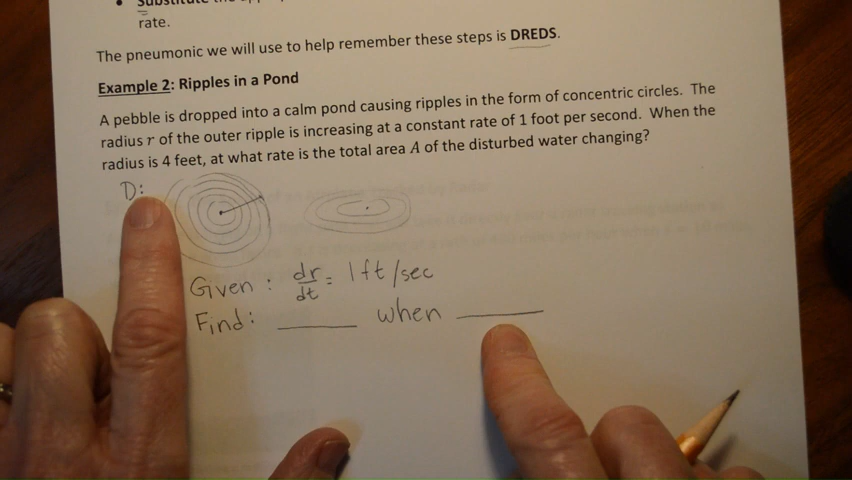 Substitute the
rate.
The pneumonic we will use to help remember these steps is DREDS.
Example 2: Ripples in a Pond
A pebble is dropped into a calm pond causing ripples in the form of concentric circles. The
radius r of the outer ripple is increasing at a constant rate of 1 foot per second. When the
radius is 4 feet, at what rate is the total area A of the disturbed water changing?
D:
Given: dr/dt = 1 ft/sec
Find: ______ when ______